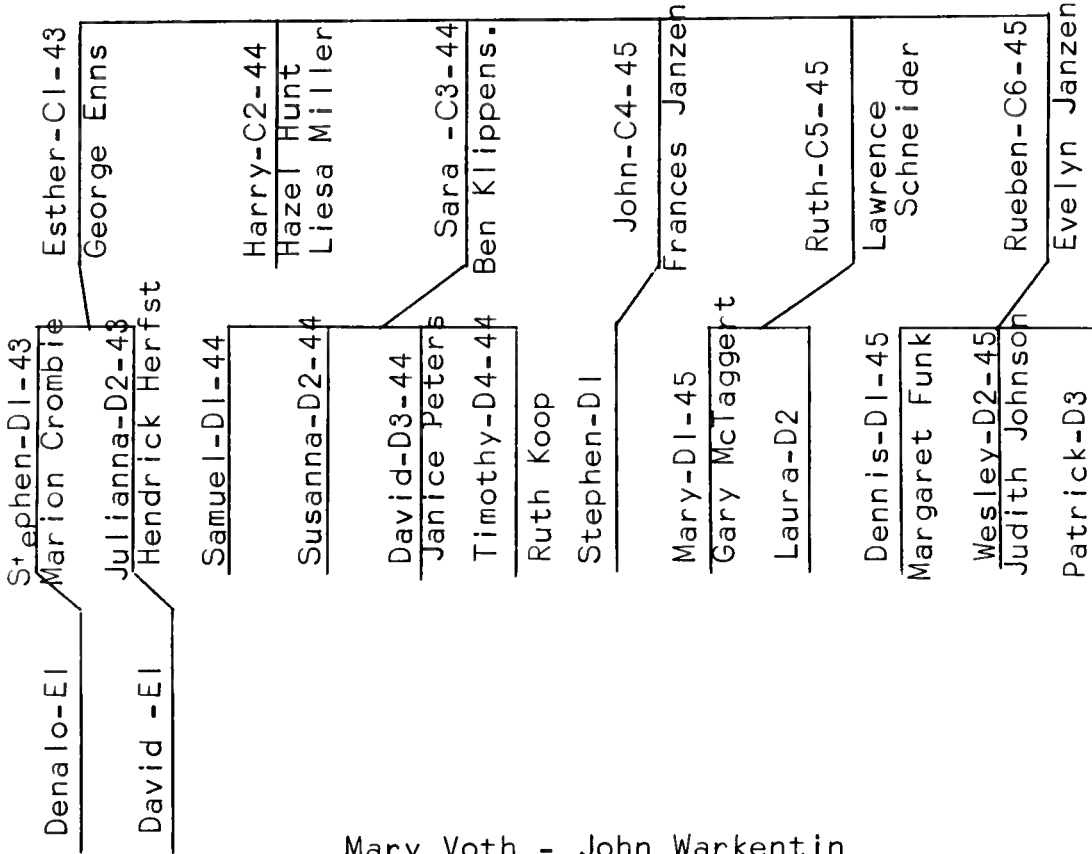 Esther-C1-43
George Enns
Stephen-D1-43
Marion Crombie
Denalo-E1
Julianna-D2-43
Hendrick Herfst
David -E1
Harry-C2-44
Hazel Hunt
Liesa Miller
Sara -C3-44
Ben Klippens.
Samuel-D1-44
Susanna-D2-44
David-D3-44
Janice Peters
Timothy-D4-44
Ruth Koop
John-C4-45
Frances Janzen
Stephen-D1
Ruth-C5-45
Lawrence
Schneider
Mary-D1-45
Gary McTaggert
Laura-D2
Rueben-C6-45
Evelyn Janzen
Dennis-D1-45
Margaret Funk
Wesley-D2-45
Judith Johnson
Patrick-D3
Mary Voth - John Warkentin